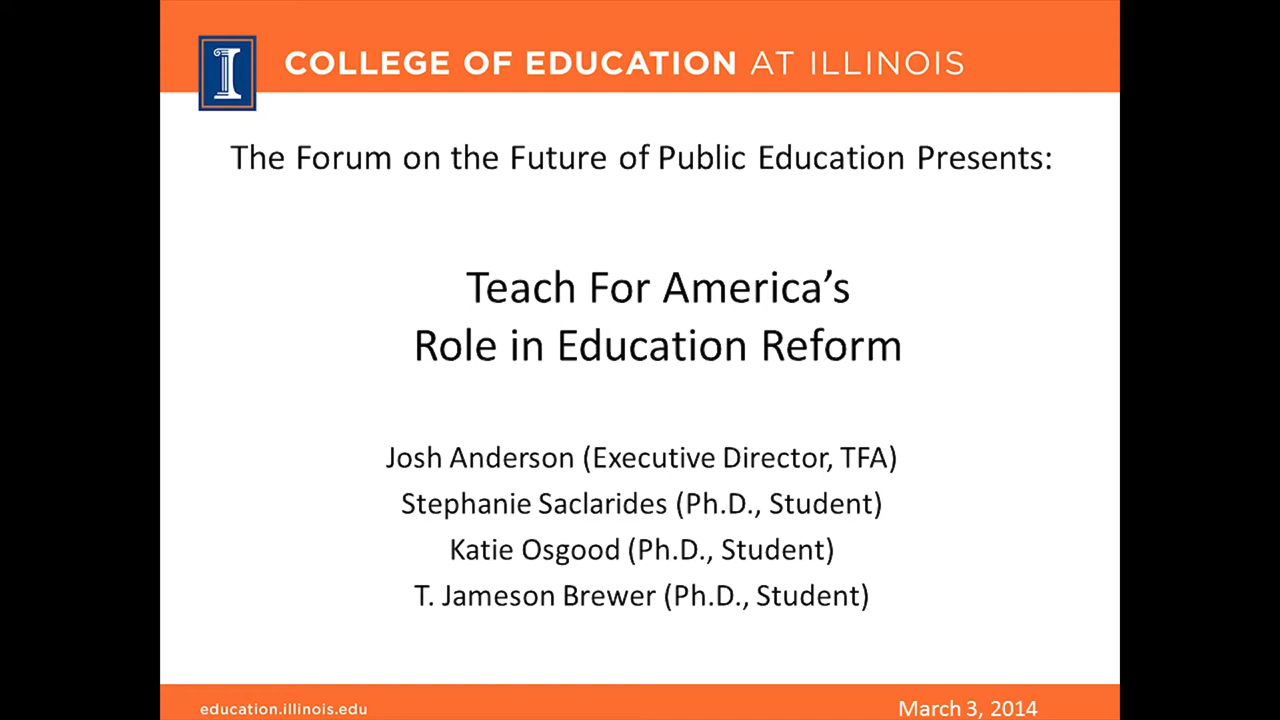 I
COLLEGE OF EDUCATION AT ILLINOIS
The Forum on the Future of Public Education Presents:
Teach For America’s
Role in Education Reform
Josh Anderson (Executive Director, TFA)
Stephanie Saclarides (Ph.D., Student)
Katie Osgood (Ph.D., Student)
T. Jameson Brewer (Ph.D., Student)
education.illinois.edu
March 3, 2014